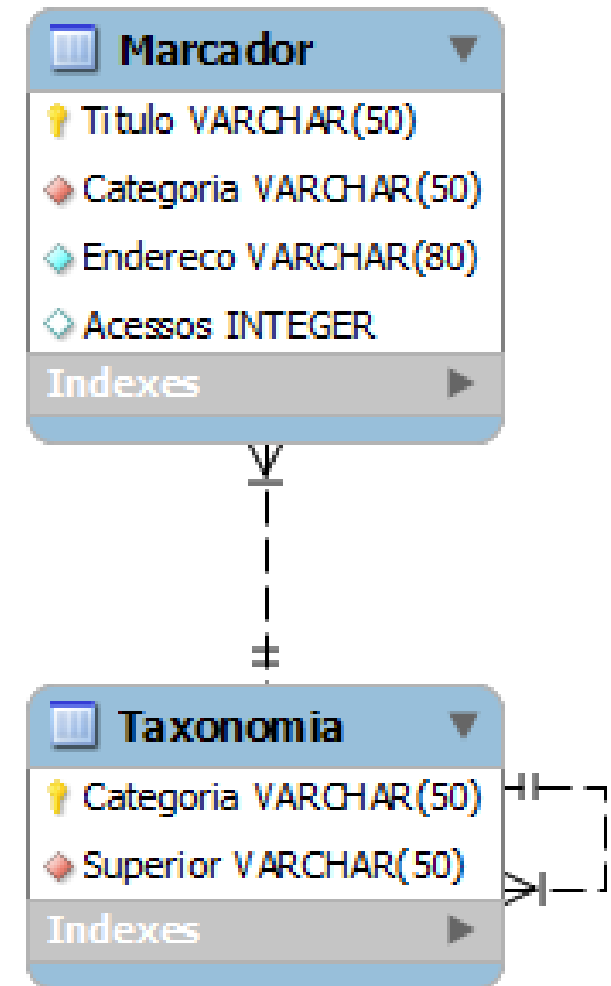 Marcador
Titulo VARCHAR(50)
Categoria VARCHAR(50)
Endereco VARCHAR(80)
Acessos INTEGER
Indexes
Taxonomia
Categoria VARCHAR(50)
Superior VARCHAR(50)
Indexes